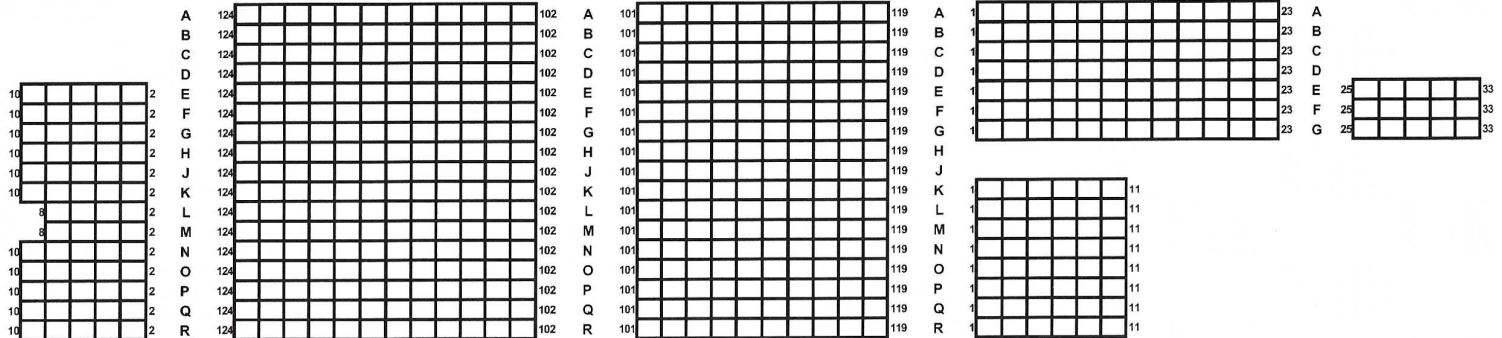 A 124 102 A 101 119 A 1 23 A
B 124 102 B 101 119 B 1 23 B
C 124 102 C 101 119 C 1 23 C
D 124 102 D 101 119 D 1 23 D
10 2 E 124 102 E 101 119 E 1 23 E 25 33
10 2 F 124 102 F 101 119 F 1 23 F 25 33
10 2 G 124 102 G 101 119 G 1 23 G 25 33
10 2 H 124 102 H 101 119 H
10 2 J 124 102 J 101 119 J
10 2 K 124 102 K 101 119 K 1 11
8 2 L 124 102 L 101 119 L 1 11
8 2 M 124 102 M 101 119 M 1 11
10 2 N 124 102 N 101 119 N 1 11
10 2 O 124 102 O 101 119 O 1 11
10 2 P 124 102 P 101 119 P 1 11
10 2 Q 124 102 Q 101 119 Q 1 11
10 2 R 124 102 R 101 119 R 1 11